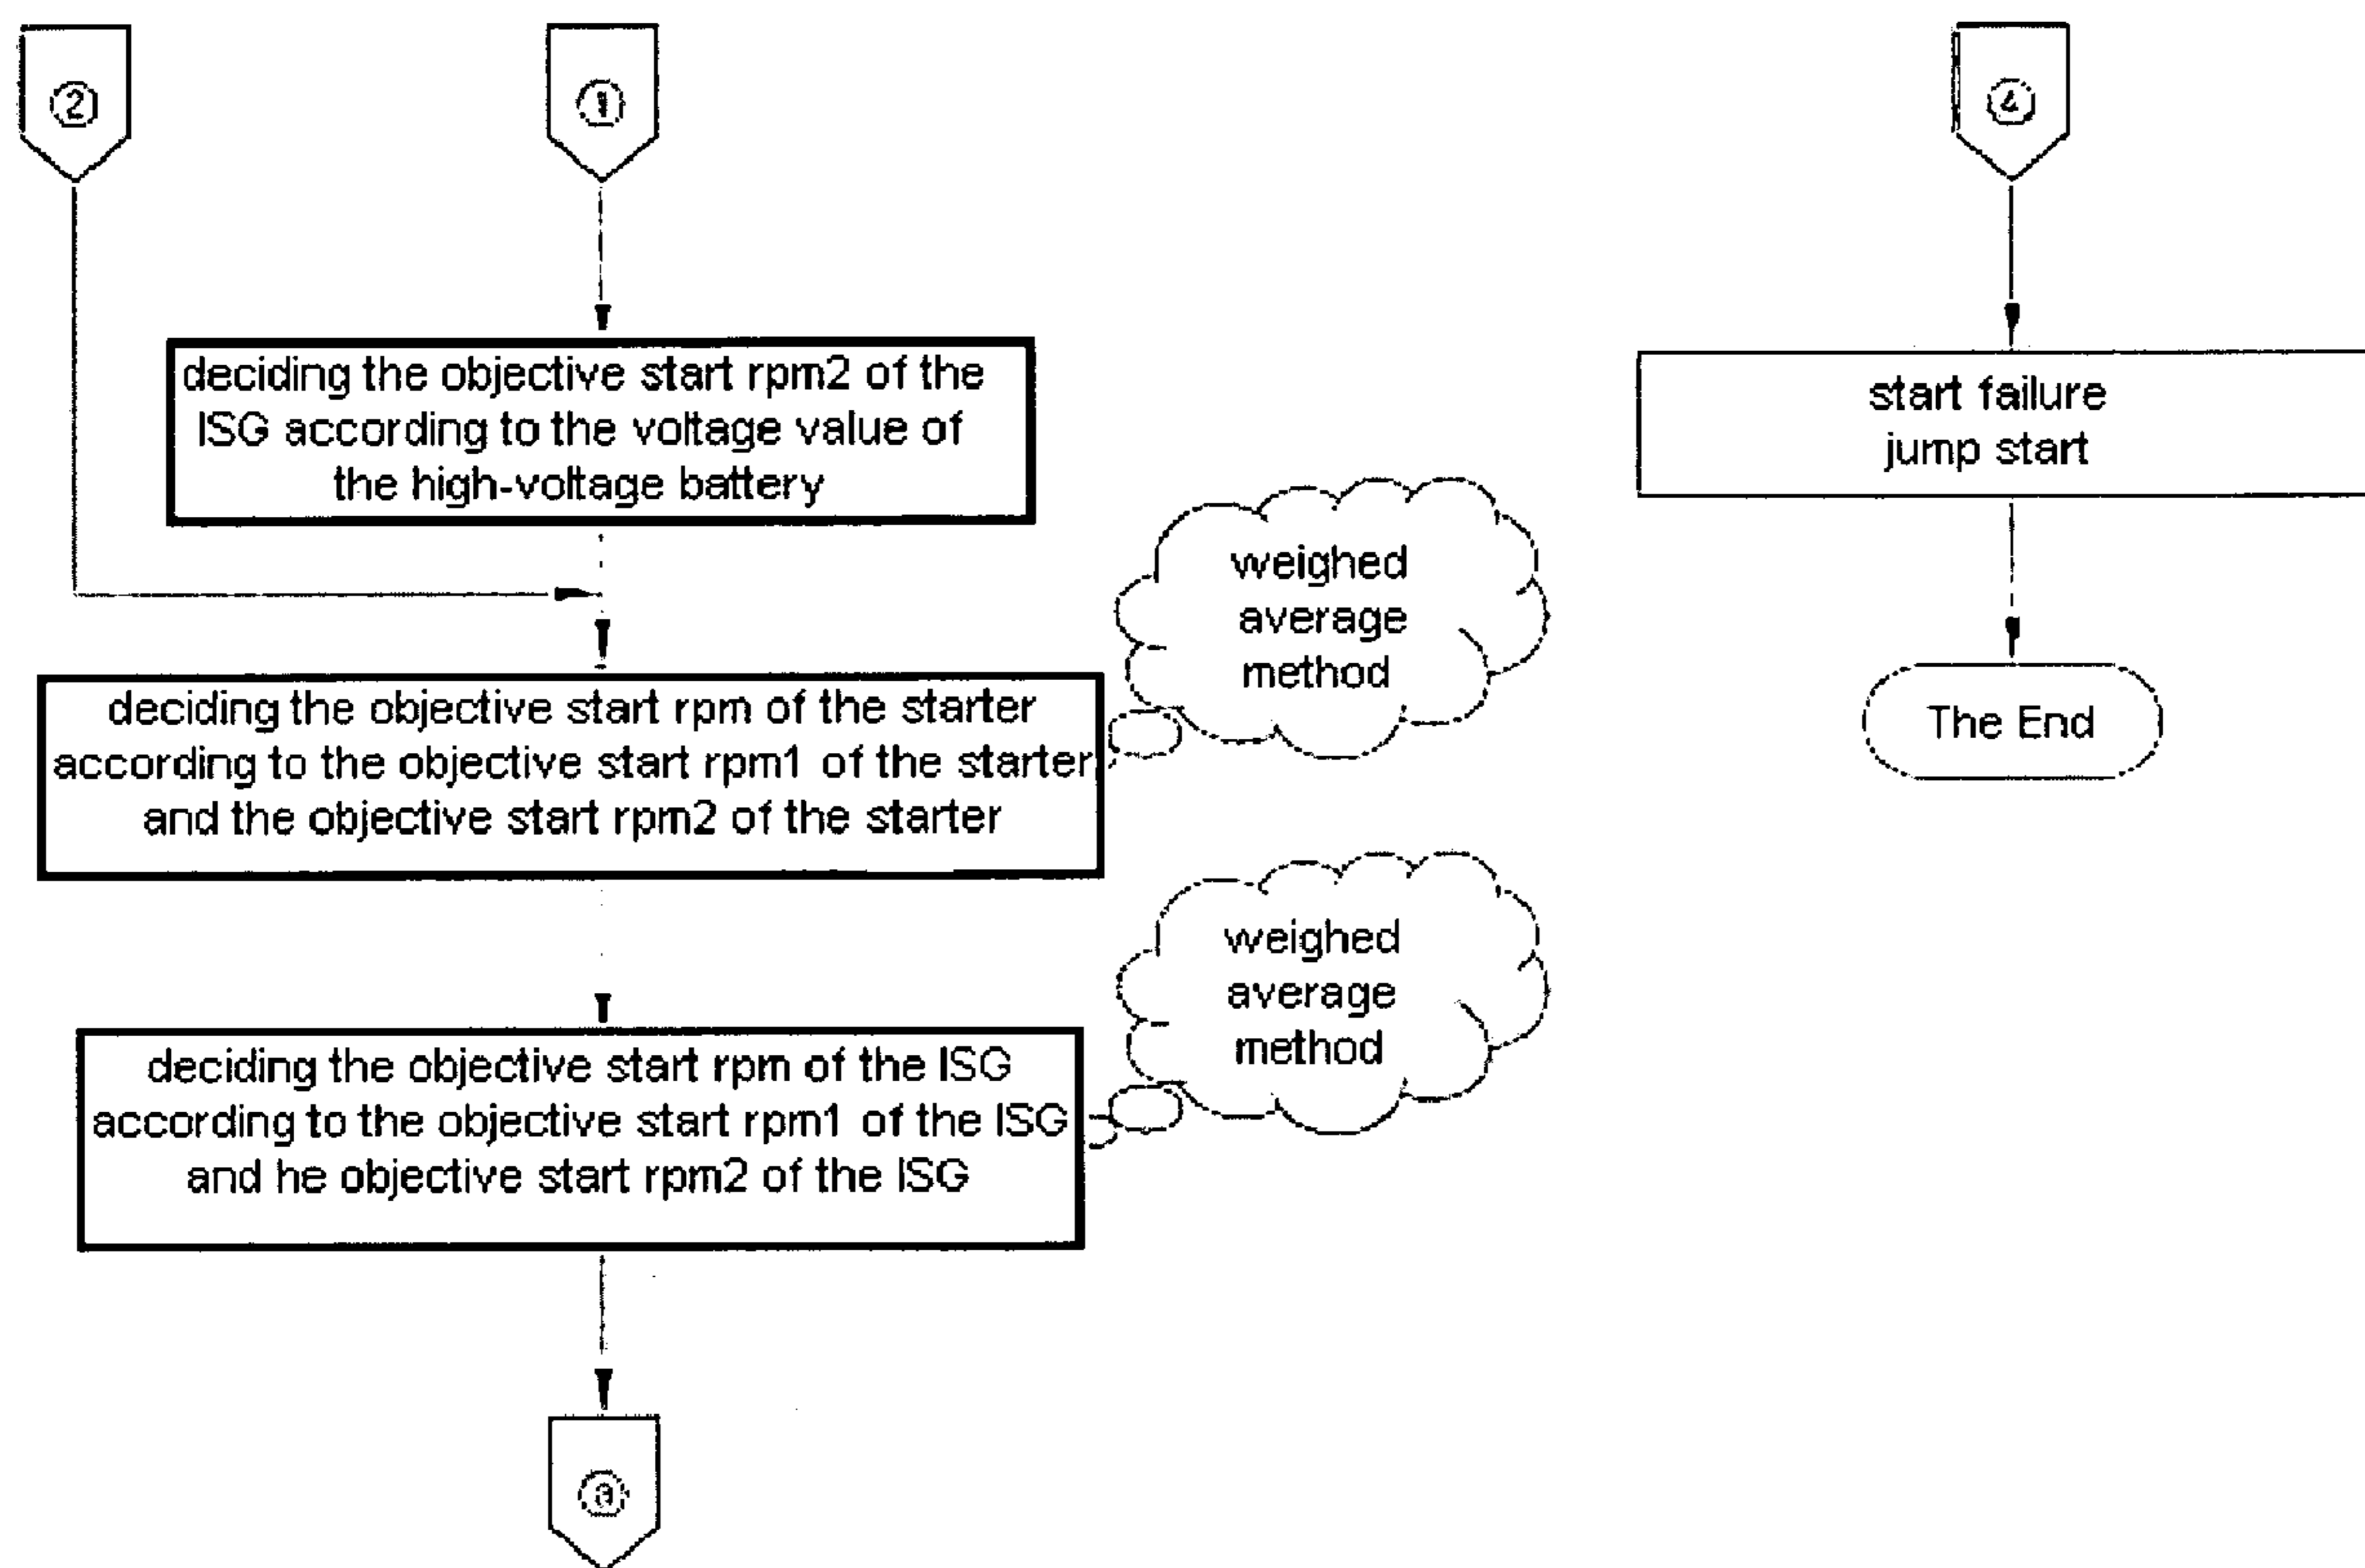 ②
①
④
deciding the objective start rpm2 of the
ISG according to the voltage value of
the high-voltage battery
start failure
jump start
weighed
average
method
deciding the objective start rpm of the starter
according to the objective start rpm1 of the starter
and the objective start rpm2 of the starter
The End
weighed
average
method
deciding the objective start rpm of the ISG
according to the objective start rpm1 of the ISG
and he objective start rpm2 of the ISG